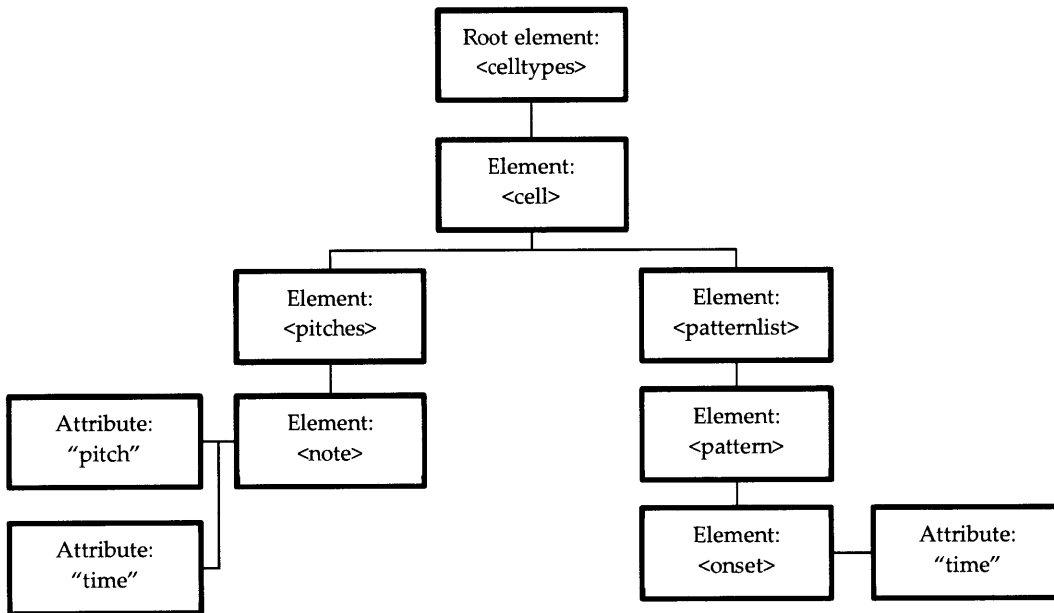 Root element:
<celltypes>
Element:
<cell>
Element:
<pitches>
Element:
<patternlist>
Attribute:
“pitch”
Element:
<note>
Element:
<pattern>
Attribute:
“time”
Element:
<onset>
Attribute:
“time”